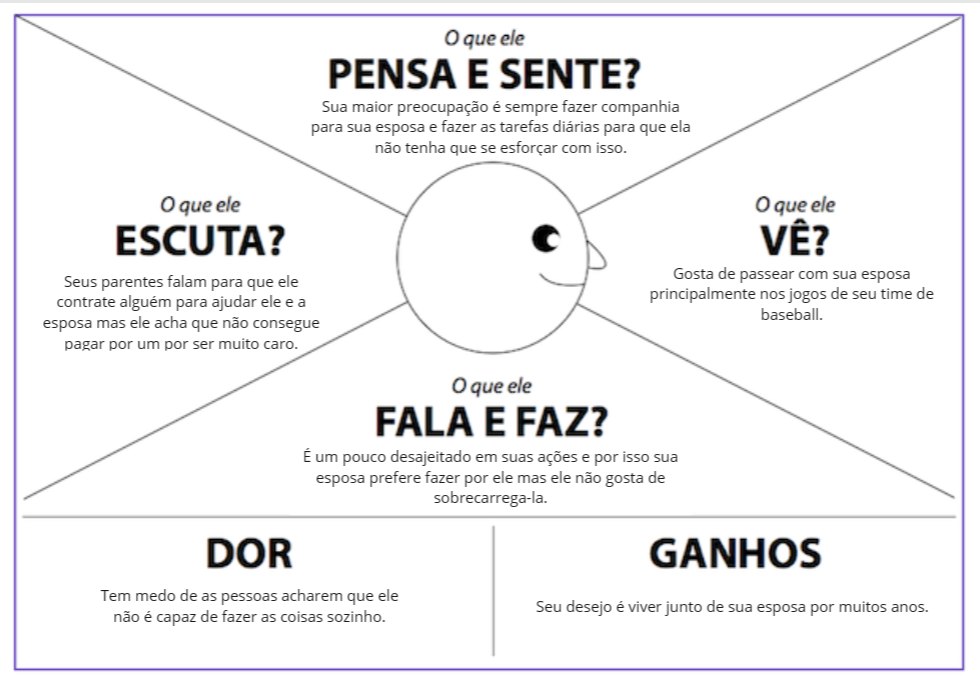 O que ele
PENSA E SENTE?
Sua maior preocupação é sempre fazer companhia
para sua esposa e fazer as tarefas diárias para que ela
não tenha que se esforçar com isso.
O que ele
ESCUTA?
Seus parentes falam para que ele
contrate alguém para ajudar ele e a
esposa mas ele acha que não consegue
pagar por um por ser muito caro.
O que ele
VÊ?
Gosta de passear com sua esposa
principalmente nos jogos de seu time de
baseball.
O que ele
FALA E FAZ?
É um pouco desajeitado em suas ações e por isso sua
esposa prefere fazer por ele mas ele não gosta de
sobrecarrega-la.
DOR
Tem medo de as pessoas acharem que ele
não é capaz de fazer as coisas sozinho.
GANHOS
Seu desejo é viver junto de sua esposa por muitos anos.